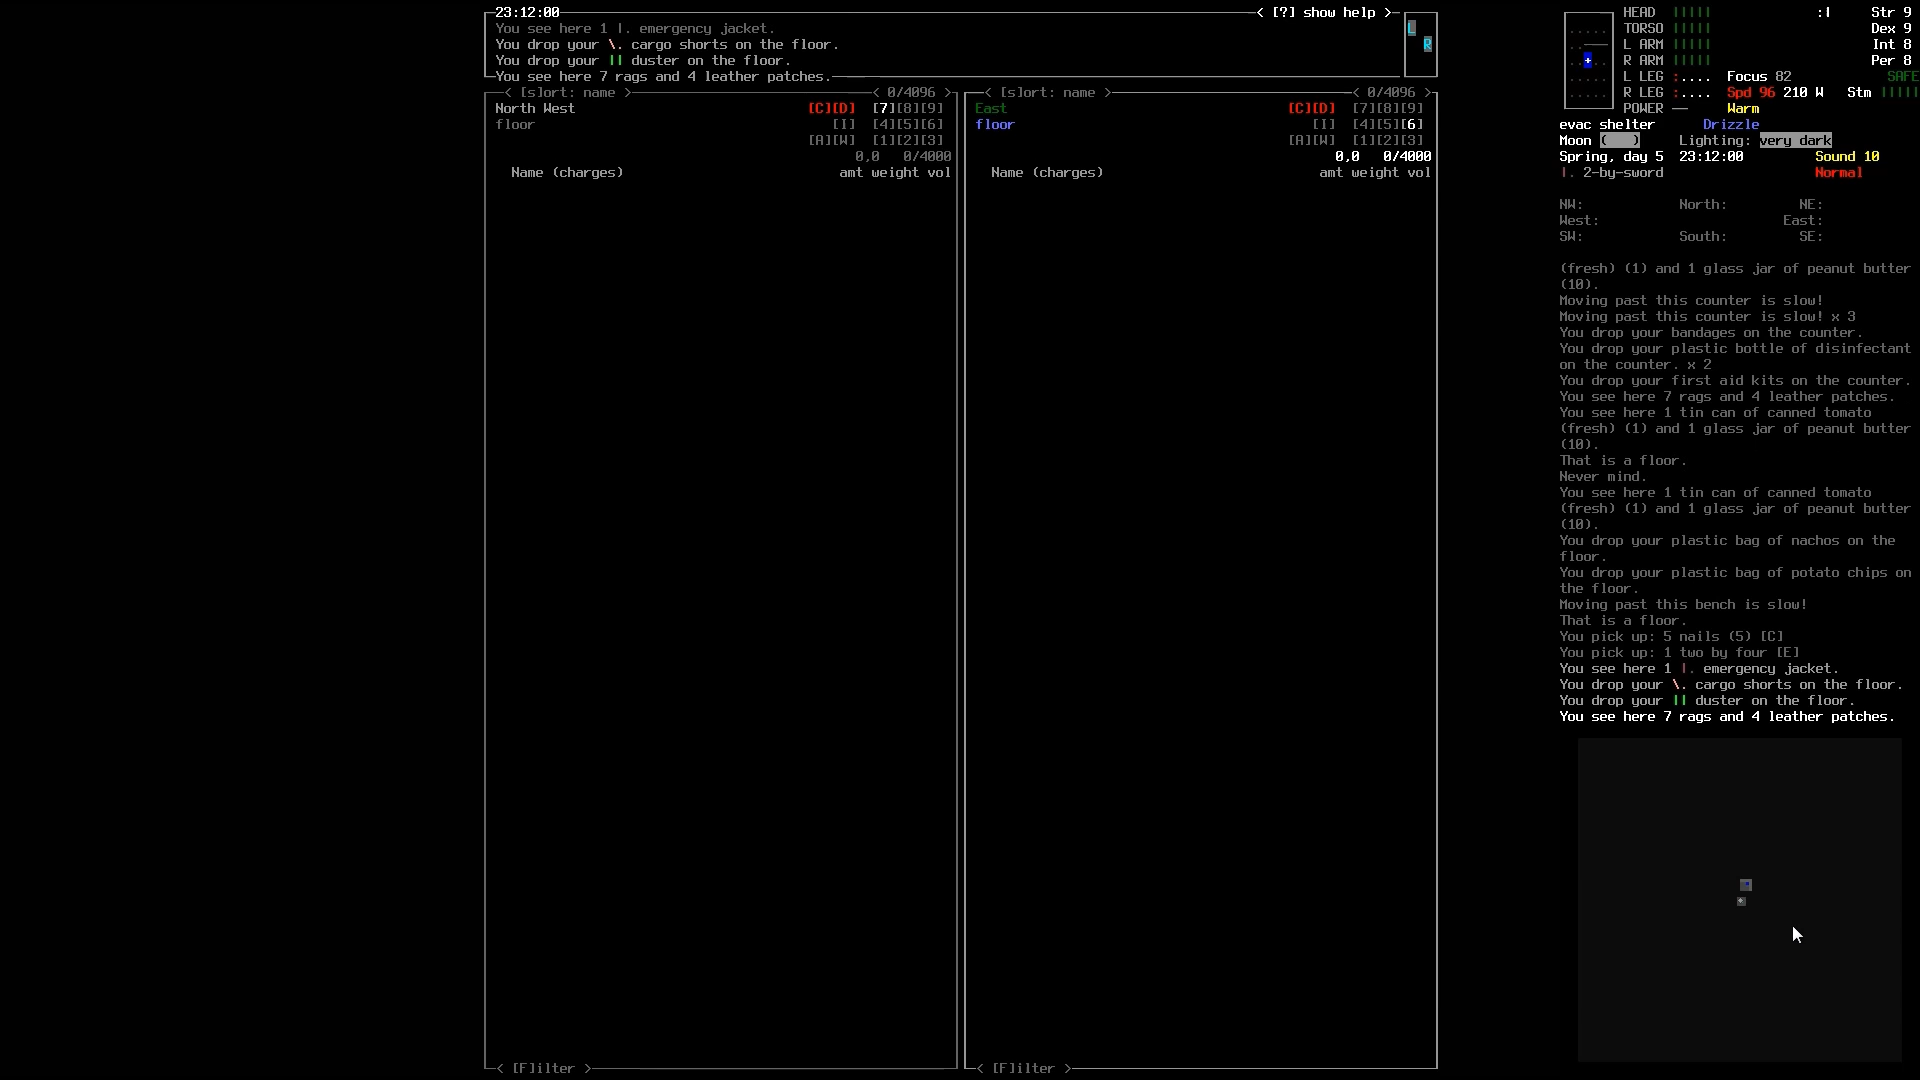 23:12:00 < [?] show help >
You see here 1 |. emergency jacket.
You drop your \. cargo shorts on the floor.
You drop your || duster on the floor.
You see here 7 rags and 4 leather patches.
L
R
< [s]ort: name > < 0/4096 >
North West [C][D] [7][8][9]
floor [I] [4][5][6]
[A][W] [1][2][3]
0,0 0/4000
Name (charges) amt weight vol
< [F]ilter >
< [s]ort: name > < 0/4096 >
East [C][D] [7][8][9]
floor [I] [4][5][6]
[A][W] [1][2][3]
0,0 0/4000
Name (charges) amt weight vol
< [F]ilter >
HEAD ||||| :| Str 9
TORSO ||||| Dex 9
L ARM ||||| Int 8
R ARM ||||| Per 8
L LEG :.... Focus 82 SAFE
R LEG :.... Spd 96 210 W Stm |||||
POWER — Warm
evac shelter Drizzle
Moon ( ) Lighting: very dark
Spring, day 5 23:12:00 Sound 10
|. 2-by-sword Normal
NW: North: NE:
West: East:
SW: South: SE:
(fresh) (1) and 1 glass jar of peanut butter
(10).
Moving past this counter is slow!
Moving past this counter is slow! x 3
You drop your bandages on the counter.
You drop your plastic bottle of disinfectant
on the counter. x 2
You drop your first aid kits on the counter.
You see here 7 rags and 4 leather patches.
You see here 1 tin can of canned tomato
(fresh) (1) and 1 glass jar of peanut butter
(10).
That is a floor.
Never mind.
You see here 1 tin can of canned tomato
(fresh) (1) and 1 glass jar of peanut butter
(10).
You drop your plastic bag of nachos on the
floor.
You drop your plastic bag of potato chips on
the floor.
Moving past this bench is slow!
That is a floor.
You pick up: 5 nails (5) [C]
You pick up: 1 two by four [E]
You see here 1 |. emergency jacket.
You drop your \. cargo shorts on the floor.
You drop your || duster on the floor.
You see here 7 rags and 4 leather patches.